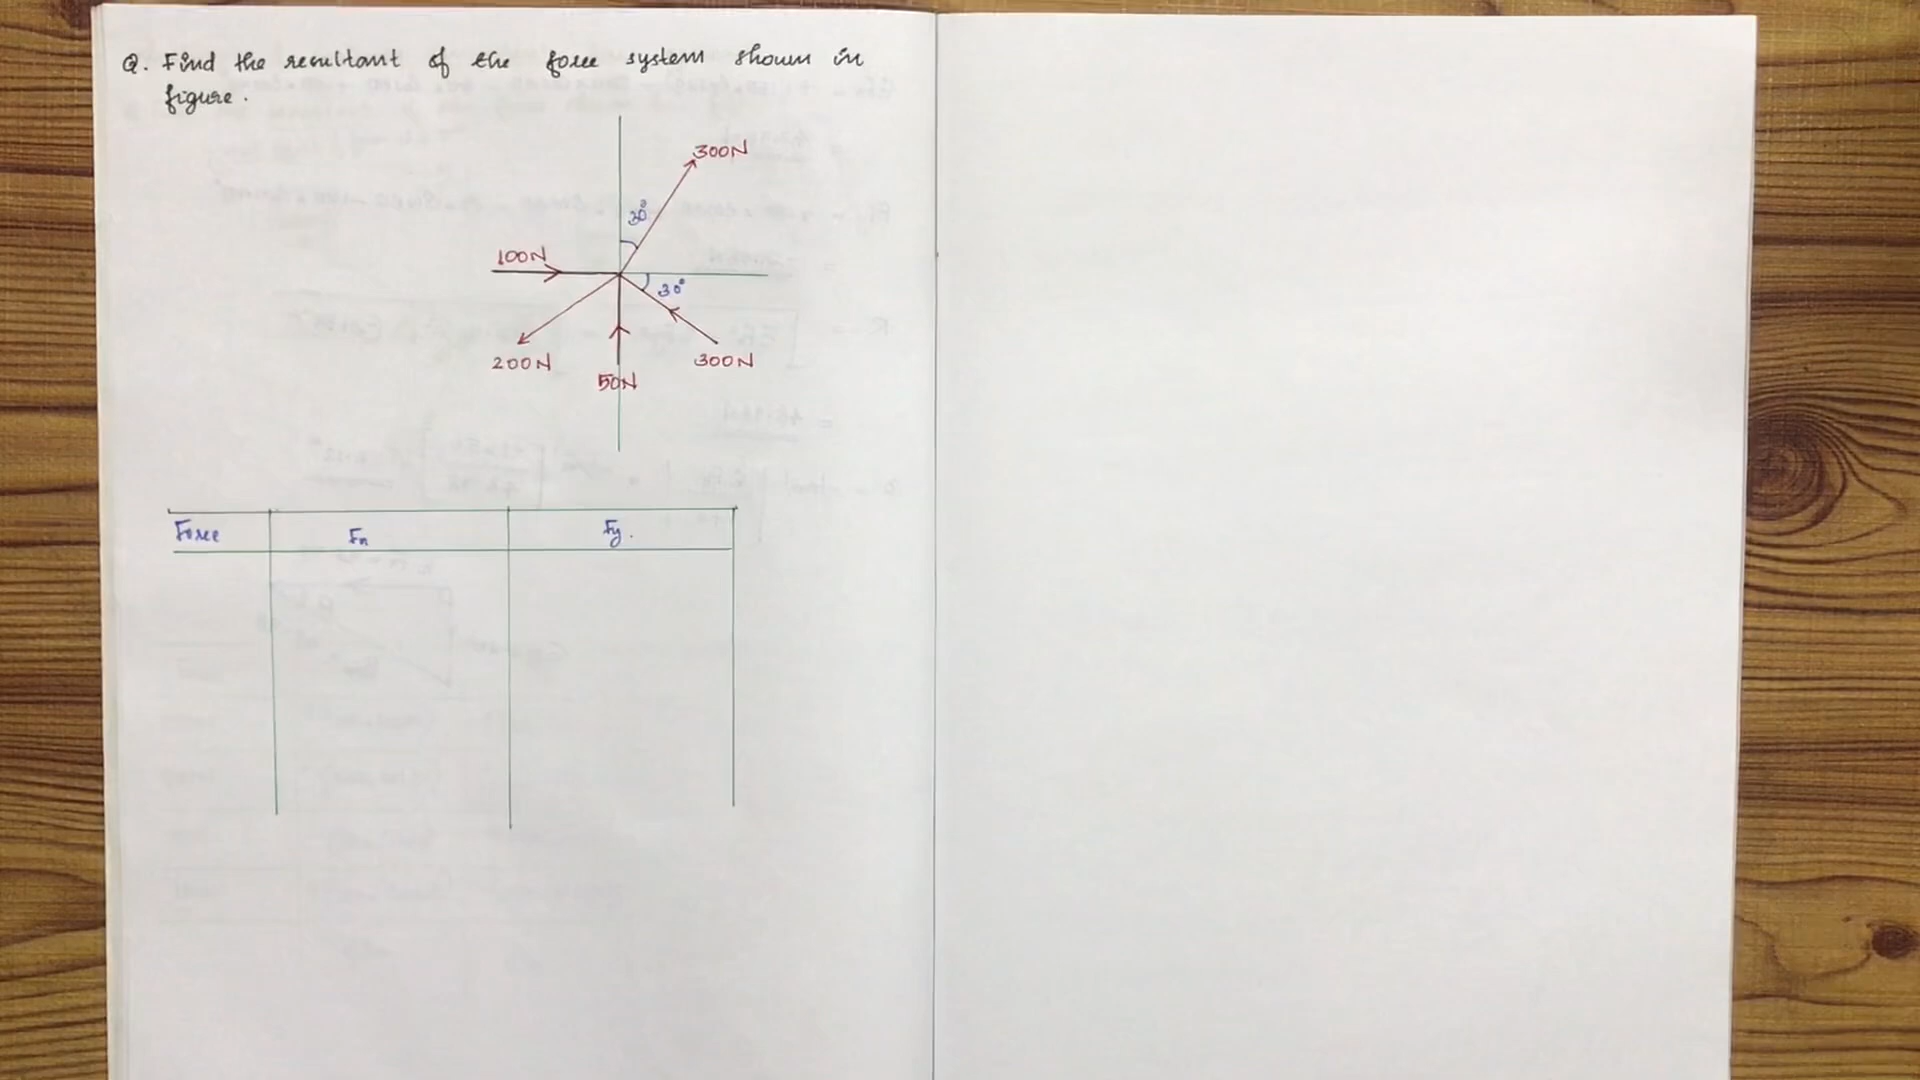 Q. Find the resultant of the force system shown in
figure.
300N
30°
100N
30°
200N
300N
50N
Force Fx Fy.